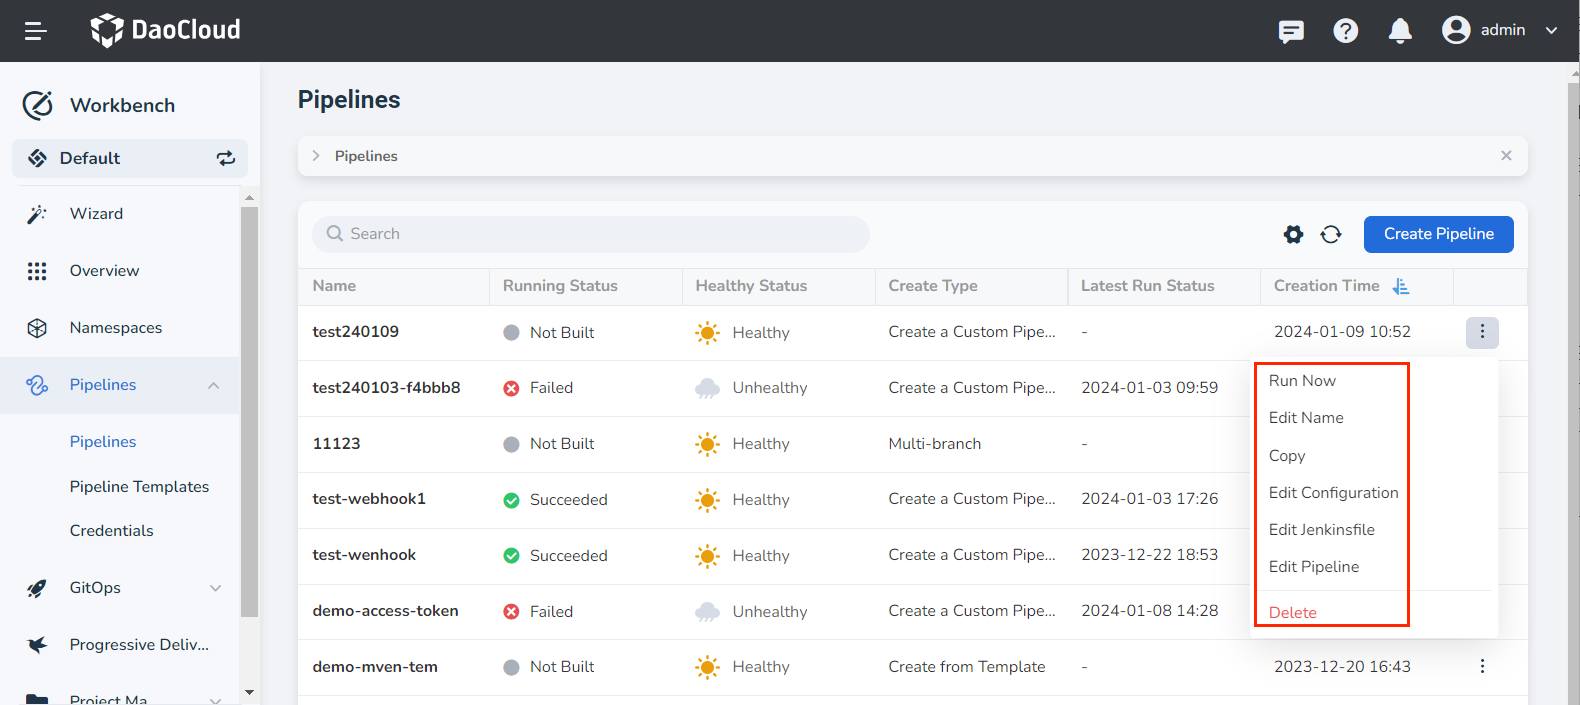 DaoCloud
admin
Workbench
Default
Wizard
Overview
Namespaces
Pipelines
Pipelines
Pipeline Templates
Credentials
GitOps
Progressive Deliv...
Project Ma
Pipelines
Pipelines
Search
Create Pipeline
Name Running Status Healthy Status Create Type Latest Run Status Creation Time
test240109 Not Built Healthy Create a Custom Pipe... - 2024-01-09 10:52
test240103-f4bbb8 Failed Unhealthy Create a Custom Pipe... 2024-01-03 09:59
11123 Not Built Healthy Multi-branch -
test-webhook1 Succeeded Healthy Create a Custom Pipe... 2024-01-03 17:26
test-wenhook Succeeded Healthy Create a Custom Pipe... 2023-12-22 18:53
demo-access-token Failed Unhealthy Create a Custom Pipe... 2024-01-08 14:28
demo-mven-tem Not Built Healthy Create from Template - 2023-12-20 16:43
Run Now
Edit Name
Copy
Edit Configuration
Edit Jenkinsfile
Edit Pipeline
Delete